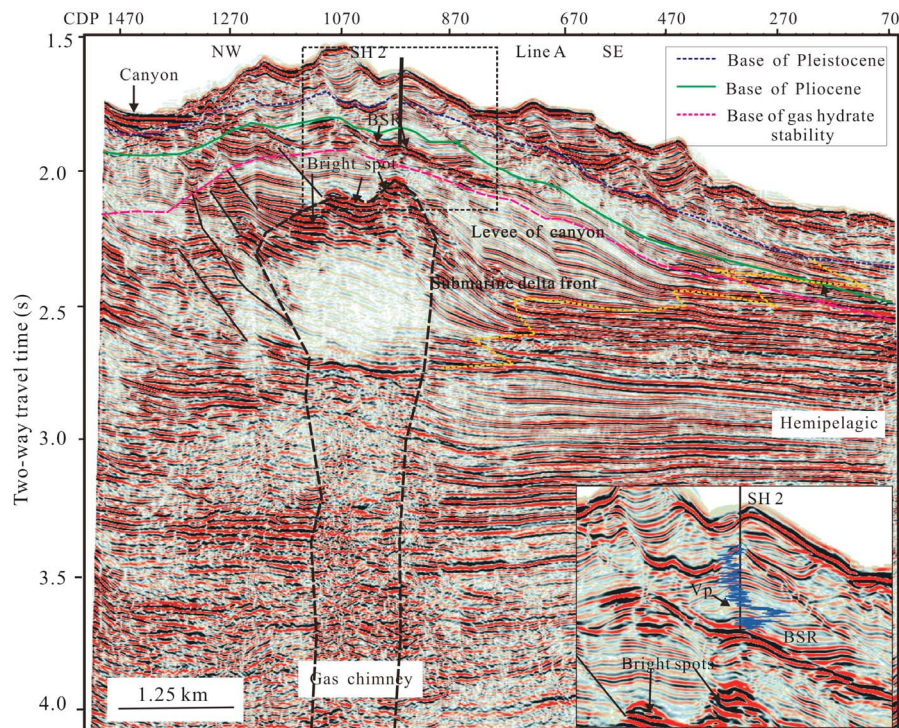 CDP 1470 1270 1070 870 670 470 270 70
1.5
NW SH 2 Line A SE
Base of Pleistocene
Base of Pliocene
Base of gas hydrate
stability
Canyon
BSR
2.0
Bright spot
Levee of canyon
Submarine delta front
2.5
Two-way travel time (s)
Hemipelagic
3.0
SH 2
3.5
Vp
BSR
Bright spots
Gas chimney
1.25 km
4.0